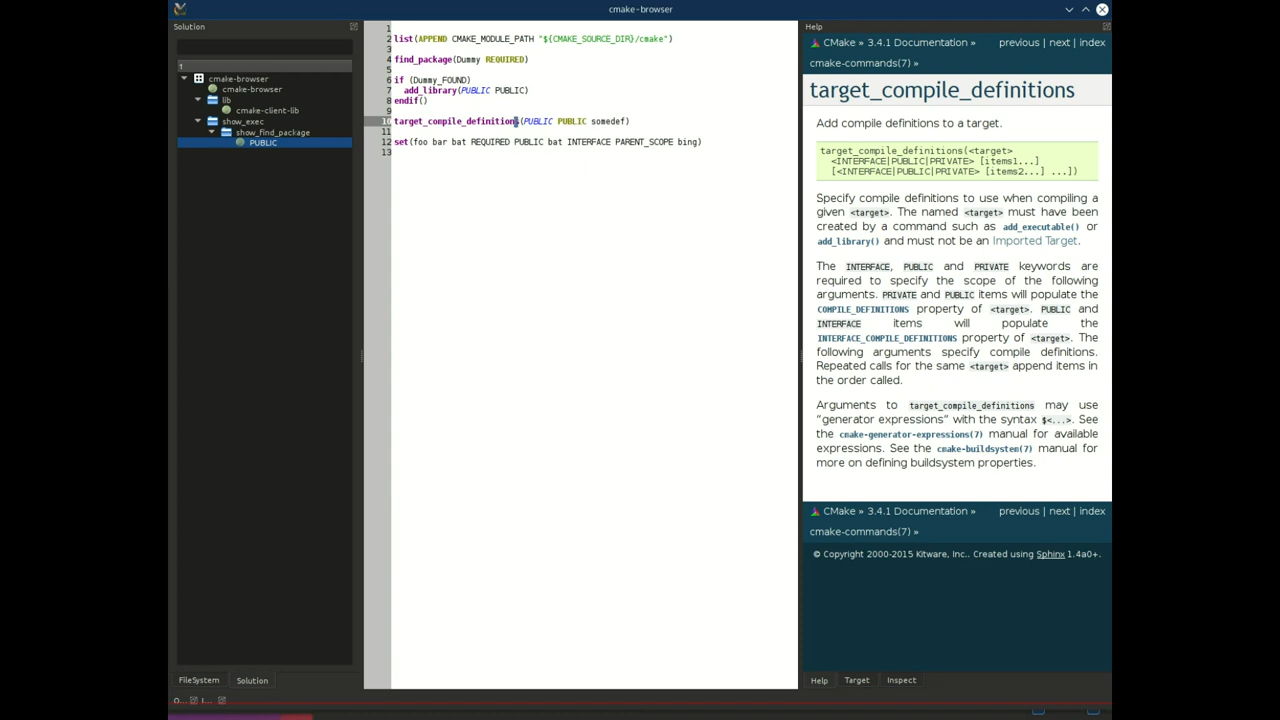 cmake-browser
Solution
1
cmake-browser
cmake-browser
lib
cmake-client-lib
show_exec
show_find_package
PUBLIC
FileSystem
Solution
O...
I...
1
2 list(APPEND CMAKE_MODULE_PATH "${CMAKE_SOURCE_DIR}/cmake")
3
4 find_package(Dummy REQUIRED)
5
6 if (Dummy_FOUND)
7 add_library(PUBLIC PUBLIC)
8 endif()
9
10 target_compile_definitions(PUBLIC PUBLIC somedef)
11
12 set(foo bar bat REQUIRED PUBLIC bat INTERFACE PARENT_SCOPE bing)
13
Help
CMake » 3.4.1 Documentation » previous | next | index
cmake-commands(7) »
target_compile_definitions
Add compile definitions to a target.
target_compile_definitions(<target>
<INTERFACE|PUBLIC|PRIVATE> [items1...]
[<INTERFACE|PUBLIC|PRIVATE> [items2...] ...])
Specify compile definitions to use when compiling a
given <target>. The named <target> must have been
created by a command such as add_executable() or
add_library() and must not be an Imported Target.
The INTERFACE, PUBLIC and PRIVATE keywords are
required to specify the scope of the following
arguments. PRIVATE and PUBLIC items will populate the
COMPILE_DEFINITIONS property of <target>. PUBLIC and
INTERFACE items will populate the
INTERFACE_COMPILE_DEFINITIONS property of <target>. The
following arguments specify compile definitions.
Repeated calls for the same <target> append items in
the order called.
Arguments to target_compile_definitions may use
“generator expressions” with the syntax $<...>. See
the cmake-generator-expressions(7) manual for available
expressions. See the cmake-buildsystem(7) manual for
more on defining buildsystem properties.
CMake » 3.4.1 Documentation » previous | next | index
cmake-commands(7) »
© Copyright 2000-2015 Kitware, Inc.. Created using Sphinx 1.4a0+.
Help
Target
Inspect